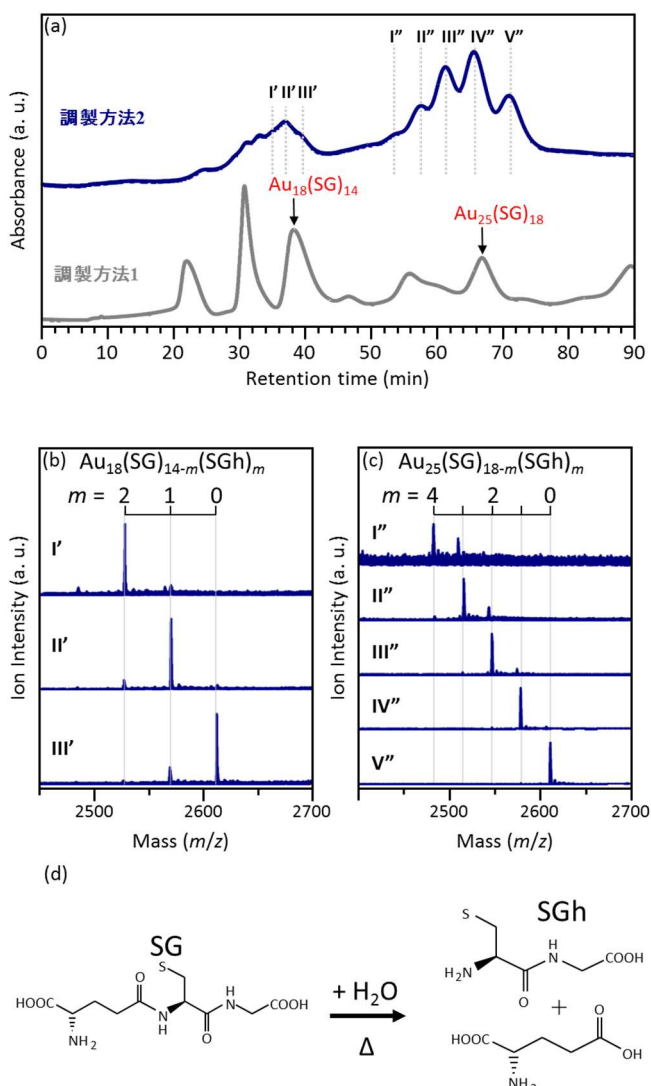 (a)
I” II” III” IV” V”
I’ II’ III’
調製方法2
Au18(SG)14
Au25(SG)18
調製方法1
Absorbance (a. u.)
0 10 20 30 40 50 60 70 80 90
Retention time (min)
(b) Au18(SG)14-m(SGh)m
m = 2 1 0
I’
II’
III’
Ion Intensity (a. u.)
2500 2600 2700
Mass (m/z)
(c) Au25(SG)18-m(SGh)m
m = 4 2 0
I”
II”
III”
IV”
V”
Ion Intensity (a. u.)
2500 2600 2700
Mass (m/z)
(d)
SG
S
O
HOOC
NH2
N
H
O
H
N
COOH
+ H2O
Δ
SGh
S
H2N
O
H
N
COOH
+
HOOC
NH2
O
OH